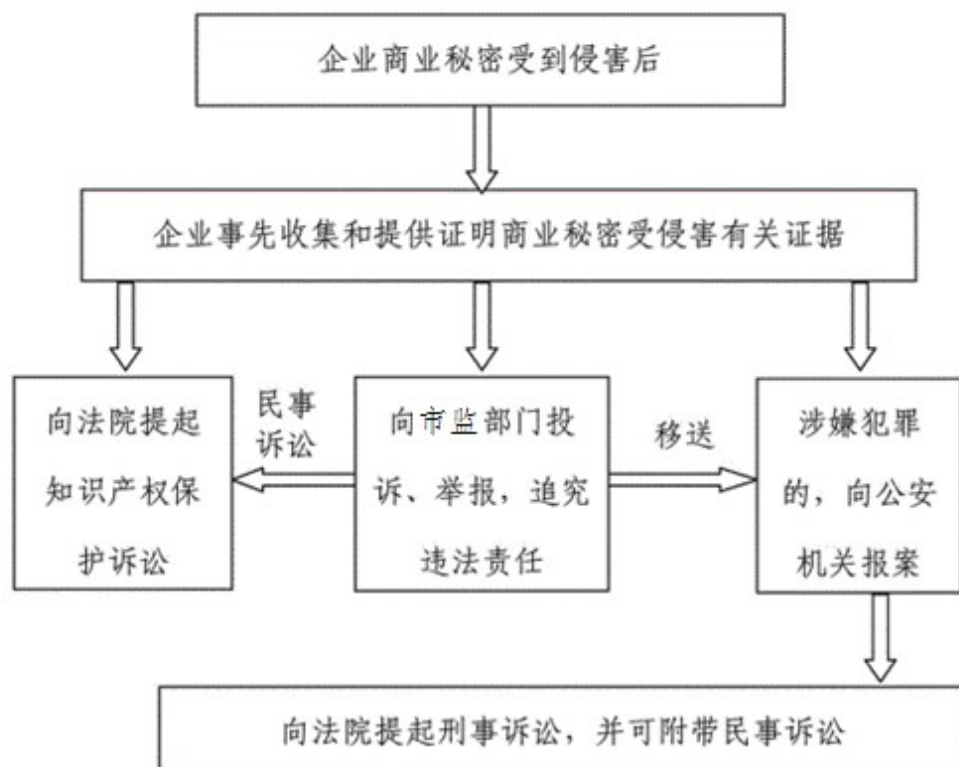 企业商业秘密受到侵害后
企业事先收集和提供证明商业秘密受侵害有关证据
向法院提起
知识产权保
护诉讼
民事
诉讼
向市监部门投
诉、举报，追究
违法责任
移送
涉嫌犯罪
的，向公安
机关报案
向法院提起刑事诉讼，并可附带民事诉讼